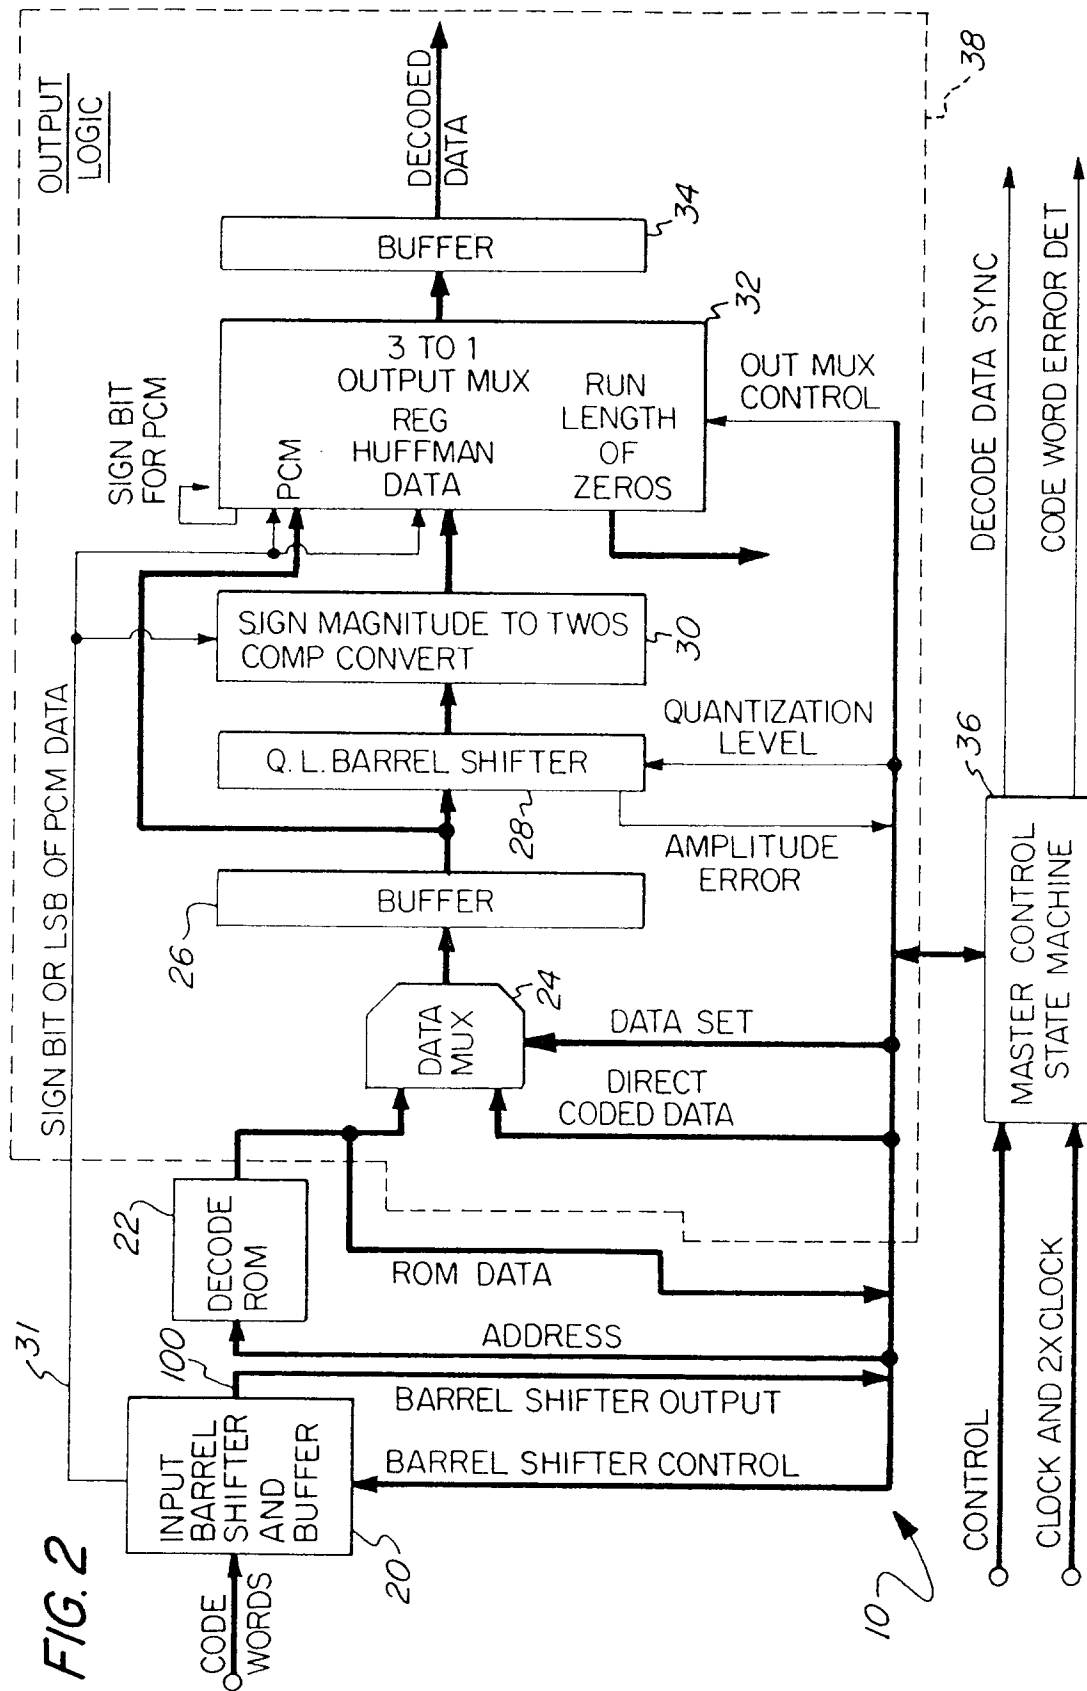 FIG. 2
OUTPUT
LOGIC
SIGN BIT OR LSB OF PCM DATA
31
CODE
WORDS
INPUT
BARREL
SHIFTER
AND
BUFFER
20
100
BARREL SHIFTER OUTPUT
BARREL SHIFTER CONTROL
DECODE
ROM
22
ADDRESS
ROM DATA
DATA
MUX
24
DIRECT
CODED DATA
DATA SET
BUFFER
26
Q. L. BARREL SHIFTER
28
AMPLITUDE
ERROR
QUANTIZATION
LEVEL
SIGN MAGNITUDE TO TWOS
COMP CONVERT
30
SIGN BIT
FOR PCM
3 TO 1
OUTPUT MUX
PCM
REG
HUFFMAN
DATA
RUN
LENGTH
OF
ZEROS
32
OUT MUX
CONTROL
BUFFER
34
DECODED
DATA
38
10
CONTROL
CLOCK AND 2XCLOCK
MASTER CONTROL
STATE MACHINE
36
DECODE DATA SYNC
CODE WORD ERROR DET